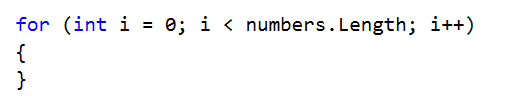 for (int i = 0; i < numbers.Length; i++)
{
}